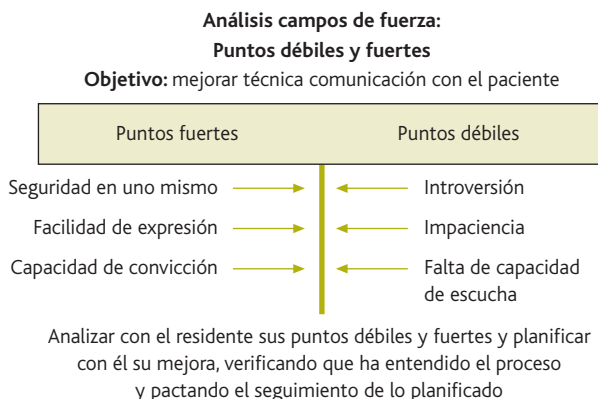 Análisis campos de fuerza:
Puntos débiles y fuertes
Objetivo: mejorar técnica comunicación con el paciente
Puntos fuertes
Puntos débiles
Seguridad en uno mismo
Introversión
Facilidad de expresión
Impaciencia
Capacidad de convicción
Falta de capacidad
de escucha
Analizar con el residente sus puntos débiles y fuertes y planificar
con él su mejora, verificando que ha entendido el proceso
y pactando el seguimiento de lo planificado